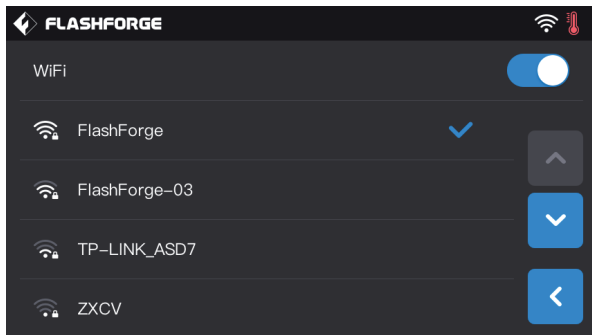 FLASHFORGE
WiFi
FlashForge
FlashForge-03
TP-LINK_ASD7
ZXCV